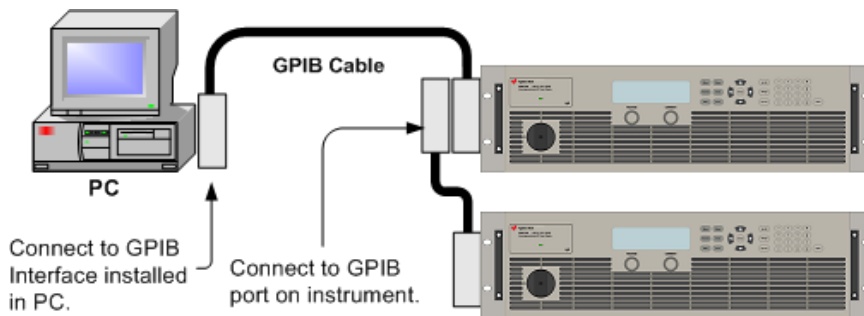 GPIB Cable
PC
Connect to GPIB
Interface installed
in PC.
Connect to GPIB
port on instrument.